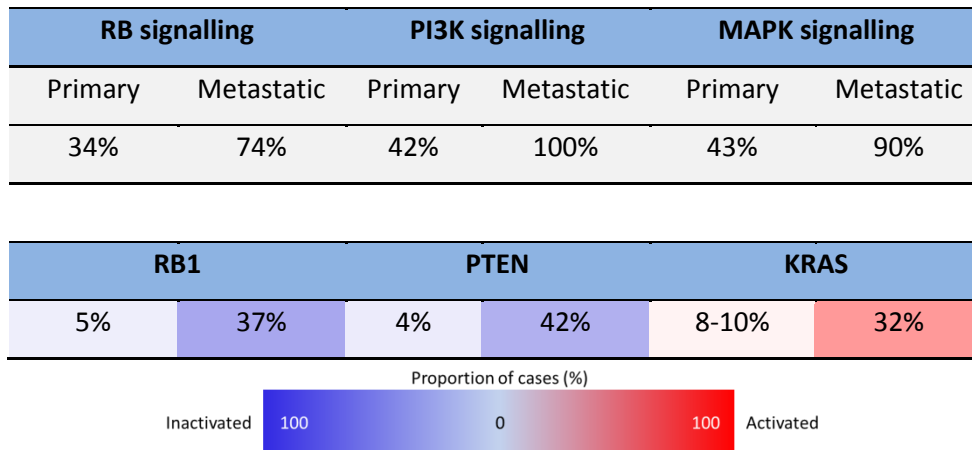 RB signalling PI3K signalling MAPK signalling
Primary Metastatic Primary Metastatic Primary Metastatic
34% 74% 42% 100% 43% 90%
RB1 PTEN KRAS
5% 37% 4% 42% 8-10% 32%
Proportion of cases (%)
Inactivated 100 0 100 Activated